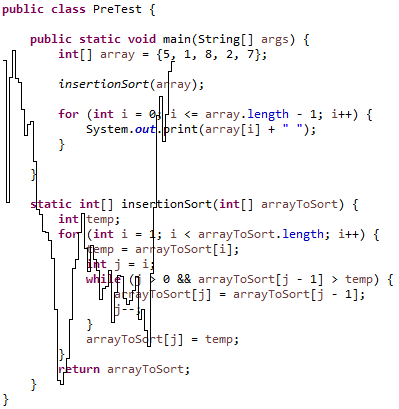 public class PreTest {
public static void main(String[] args) {
int[] array = {5, 1, 8, 2, 7};
insertionSort(array);
for (int i = 0; i <= array.length - 1; i++) {
System.out.print(array[i] + " ");
}
}
static int[] insertionSort(int[] arrayToSort) {
int temp;
for (int i = 1; i < arrayToSort.length; i++) {
temp = arrayToSort[i];
int j = i;
while (j > 0 && arrayToSort[j - 1] > temp) {
arrayToSort[j] = arrayToSort[j - 1];
j--;
}
arrayToSort[j] = temp;
}
return arrayToSort;
}
}